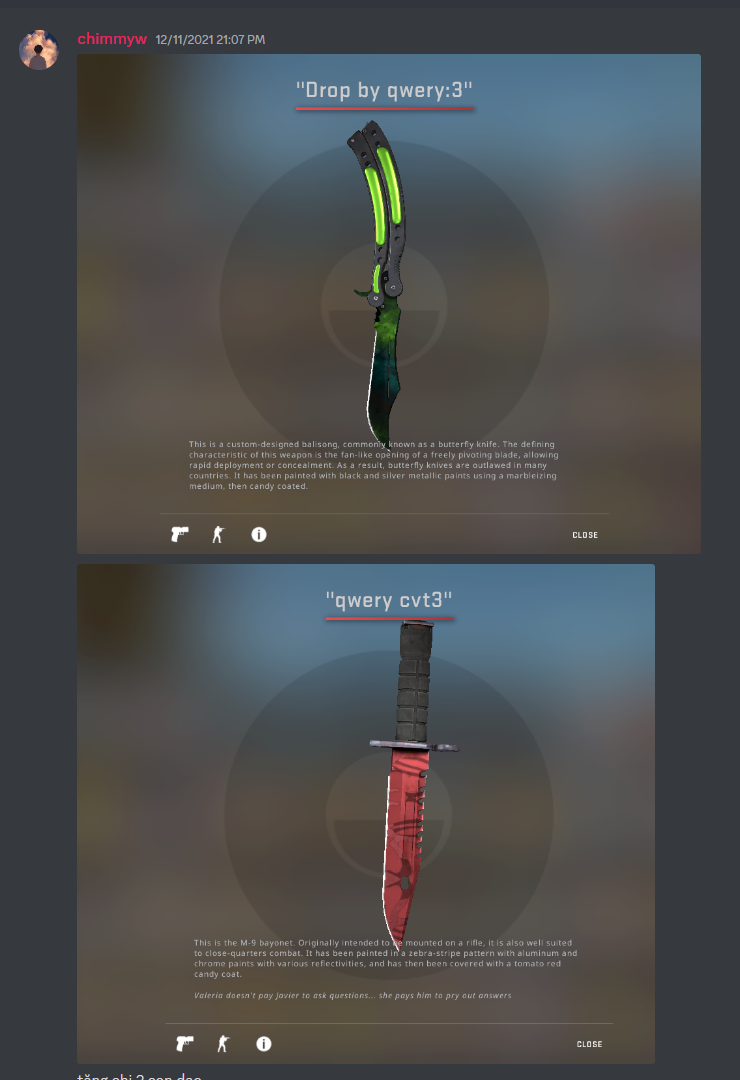 chimmyw 12/11/2021 21:07 PM
"Drop by qwery:3"
This is a custom-designed balisong, commonly known as a butterfly knife. The defining
characteristic of this weapon is the fan-like opening of a freely pivoting blade, allowing
rapid deployment or concealment. As a result, butterfly knives are outlawed in many
countries. It has been painted with black and silver metallic paints using a marbleizing
medium, then candy coated.
CLOSE
"qwery cvt3"
This is the M-9 bayonet. Originally intended to be mounted on a rifle, it is also well suited
to close-quarters combat. It has been painted in a zebra-stripe pattern with aluminum and
chrome paints with various reflectivities, and has then been covered with a tomato red
candy coat.
Valeria doesn't pay Javier to ask questions... she pays him to pry out answers
CLOSE